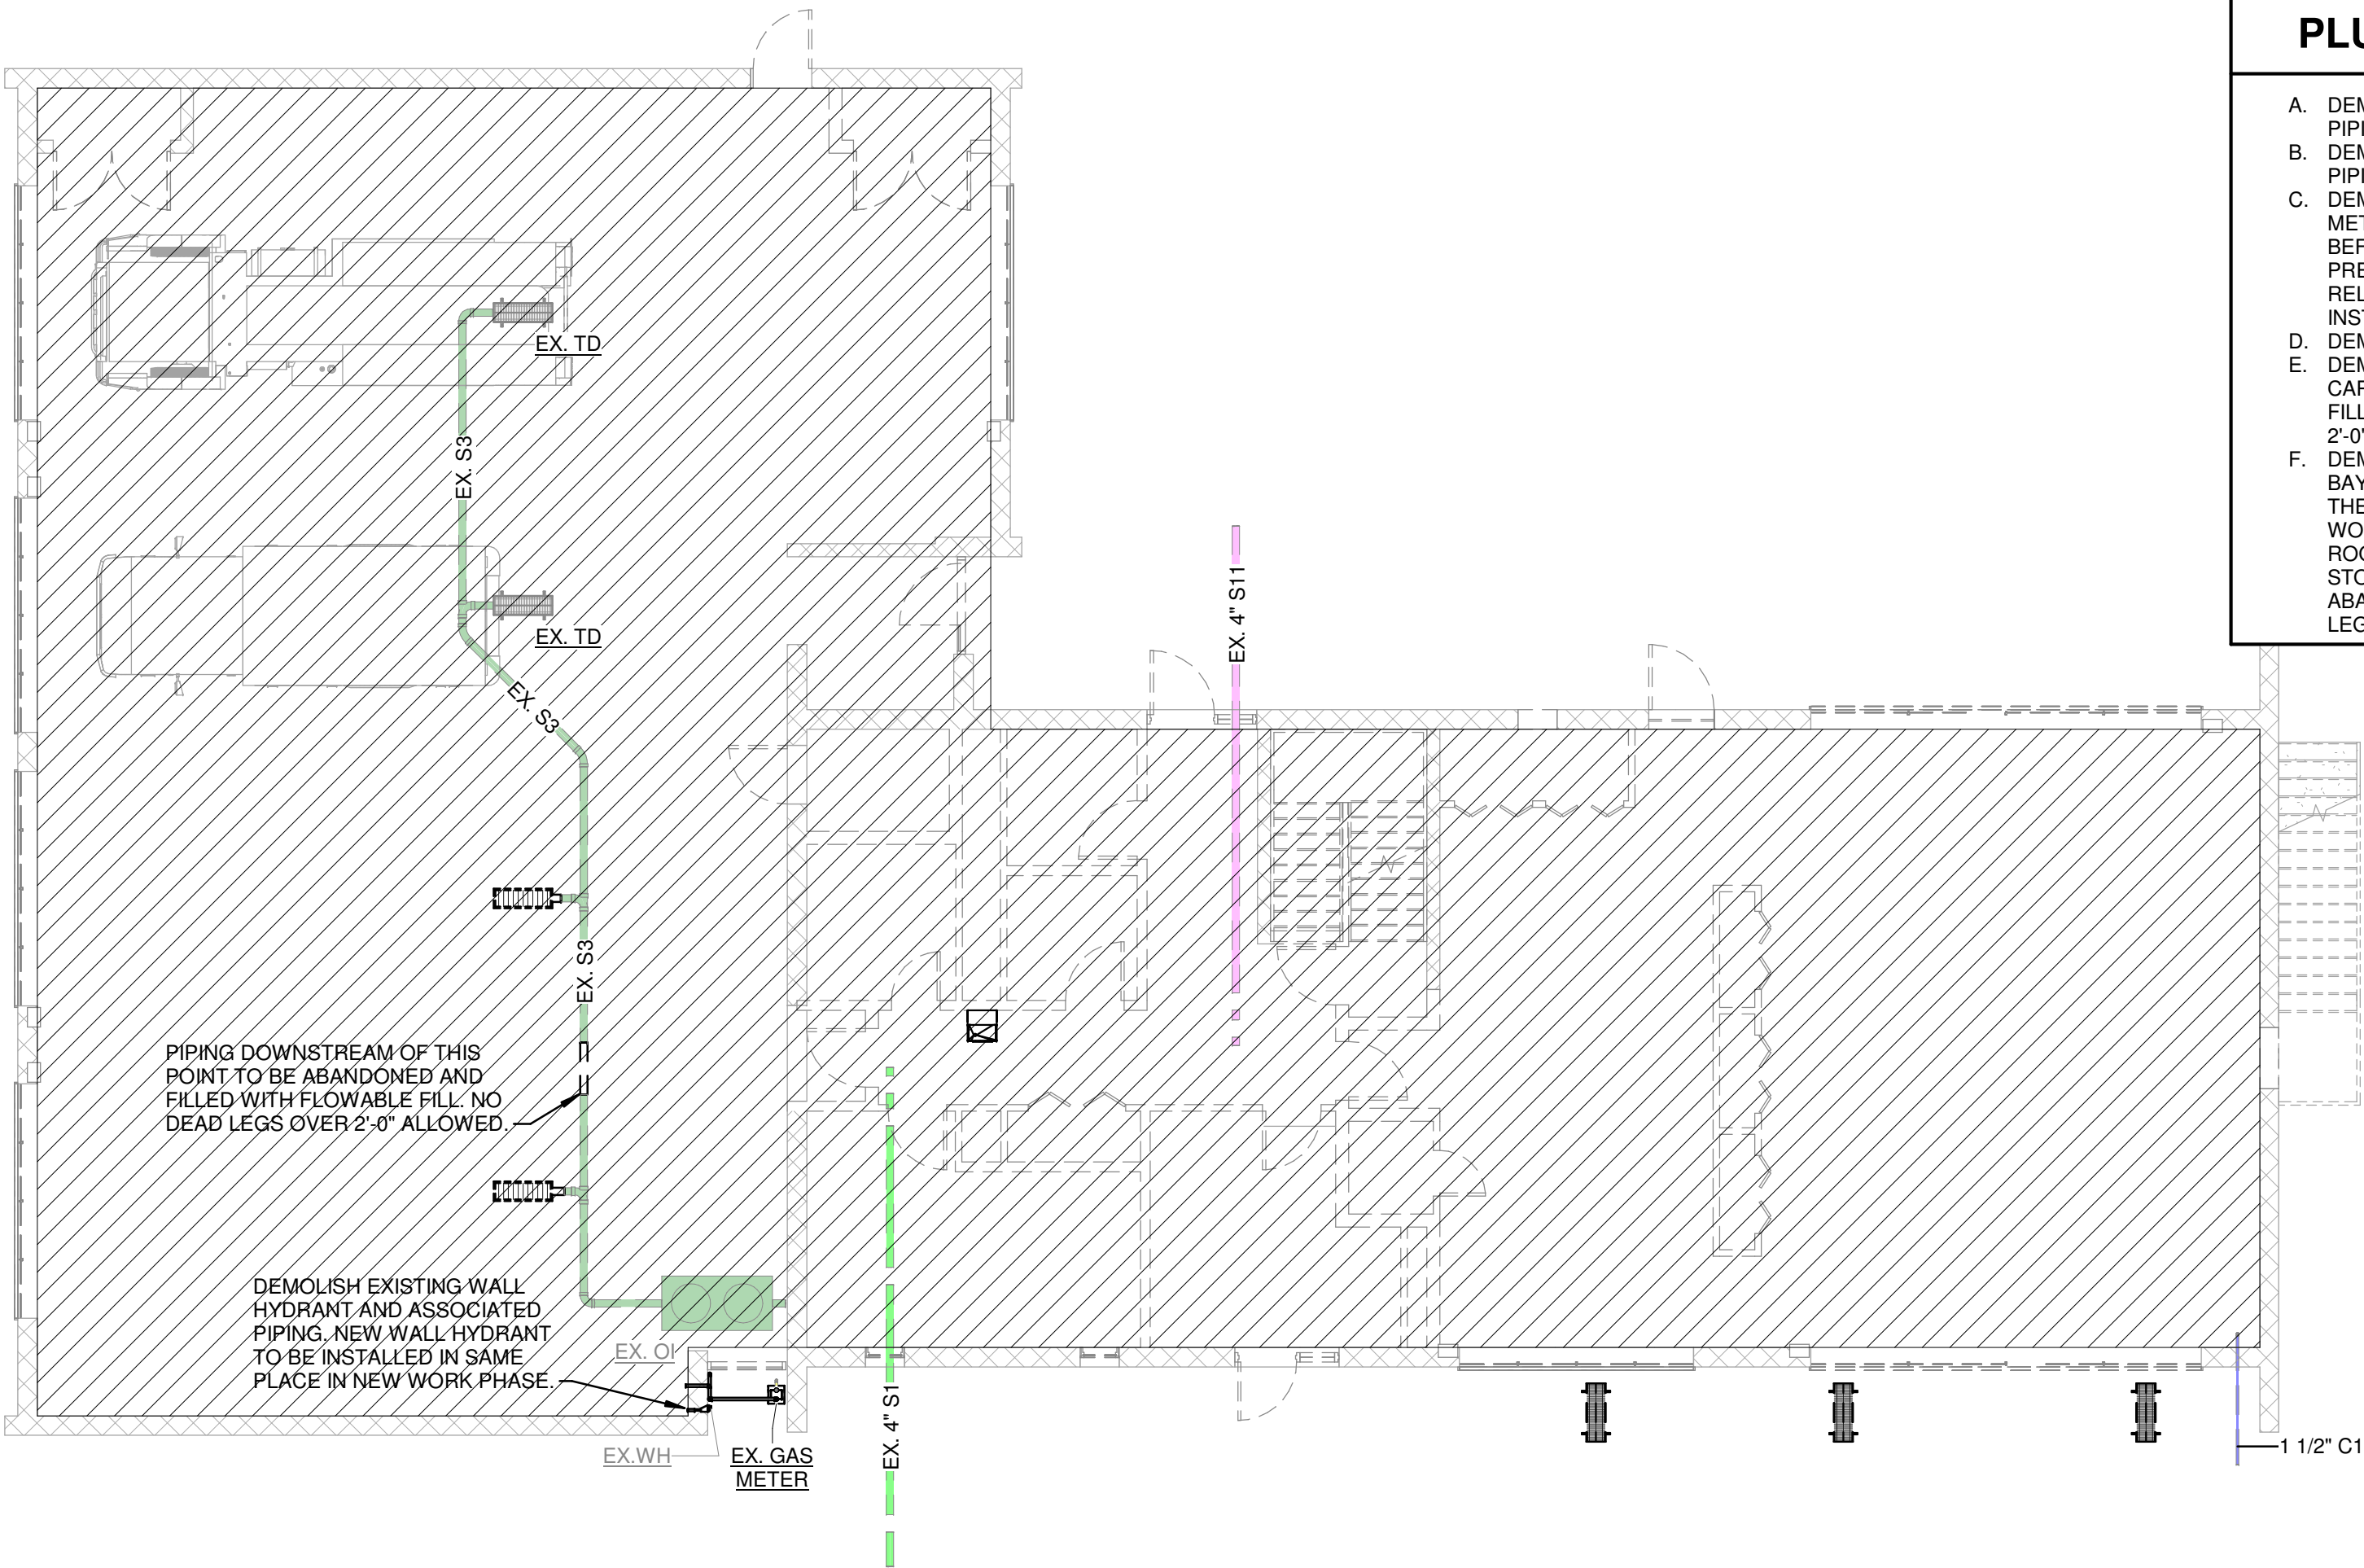 PLU
A. DEM
PIPI
B. DEM
PIPI
C. DEM
MET
BEF
PRE
REL
INST
D. DEM
E. DEM
CAP
FILL
2'-0"
F. DEM
BAY
THE
WO
ROO
STO
ABA
LEG
EX. TD
EX. S3
EX. TD
EX. S3
EX. 4" S11
EX. S3
PIPING DOWNSTREAM OF THIS
POINT TO BE ABANDONED AND
FILLED WITH FLOWABLE FILL. NO
DEAD LEGS OVER 2'-0" ALLOWED.
DEMOLISH EXISTING WALL
HYDRANT AND ASSOCIATED
PIPING. NEW WALL HYDRANT
TO BE INSTALLED IN SAME
PLACE IN NEW WORK PHASE.
EX. OI
EX.WH
EX. GAS
METER
EX. 4" S1
1 1/2" C1